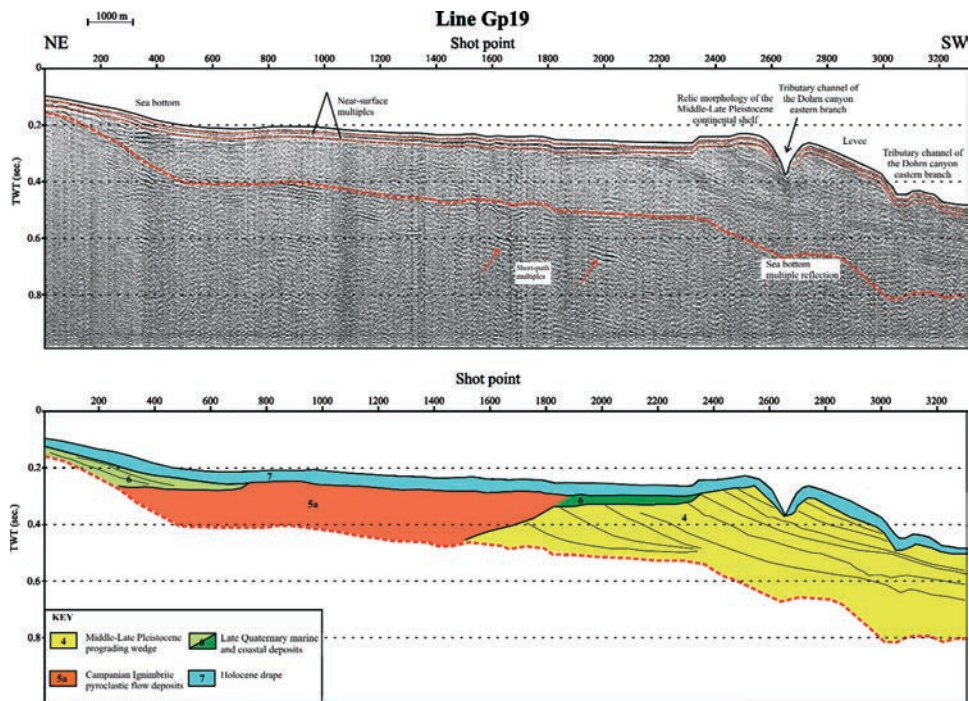 Line Gp19
1000 m
NE
Shot point
SW
200 400 600 800 1000 1200 1400 1600 1800 2000 2200 2400 2600 2800 3000 3200
0
0.2
0.4
0.6
0.8
TWT (sec.)
Sea bottom
Near-surface
multiples
Relic morphology of the
Middle-Late Pleistocene
continental shelf
Tributary channel of
the Dohrn canyon
eastern branch
Levee
Tributary channel of
the Dohrn canyon
eastern branch
Short-path
multiples
Sea bottom
multiple reflection
Shot point
200 400 600 800 1000 1200 1400 1600 1800 2000 2200 2400 2600 2800 3000 3200
0
0.2
0.4
0.6
0.8
TWT (sec.)
6
7
5a
6
4
KEY
4 Middle-Late Pleistocene
prograding wedge
6 Late Quaternary marine
and coastal deposits
5a Campanian Ignimbrite
pyroclastic flow deposits
7 Holocene drape